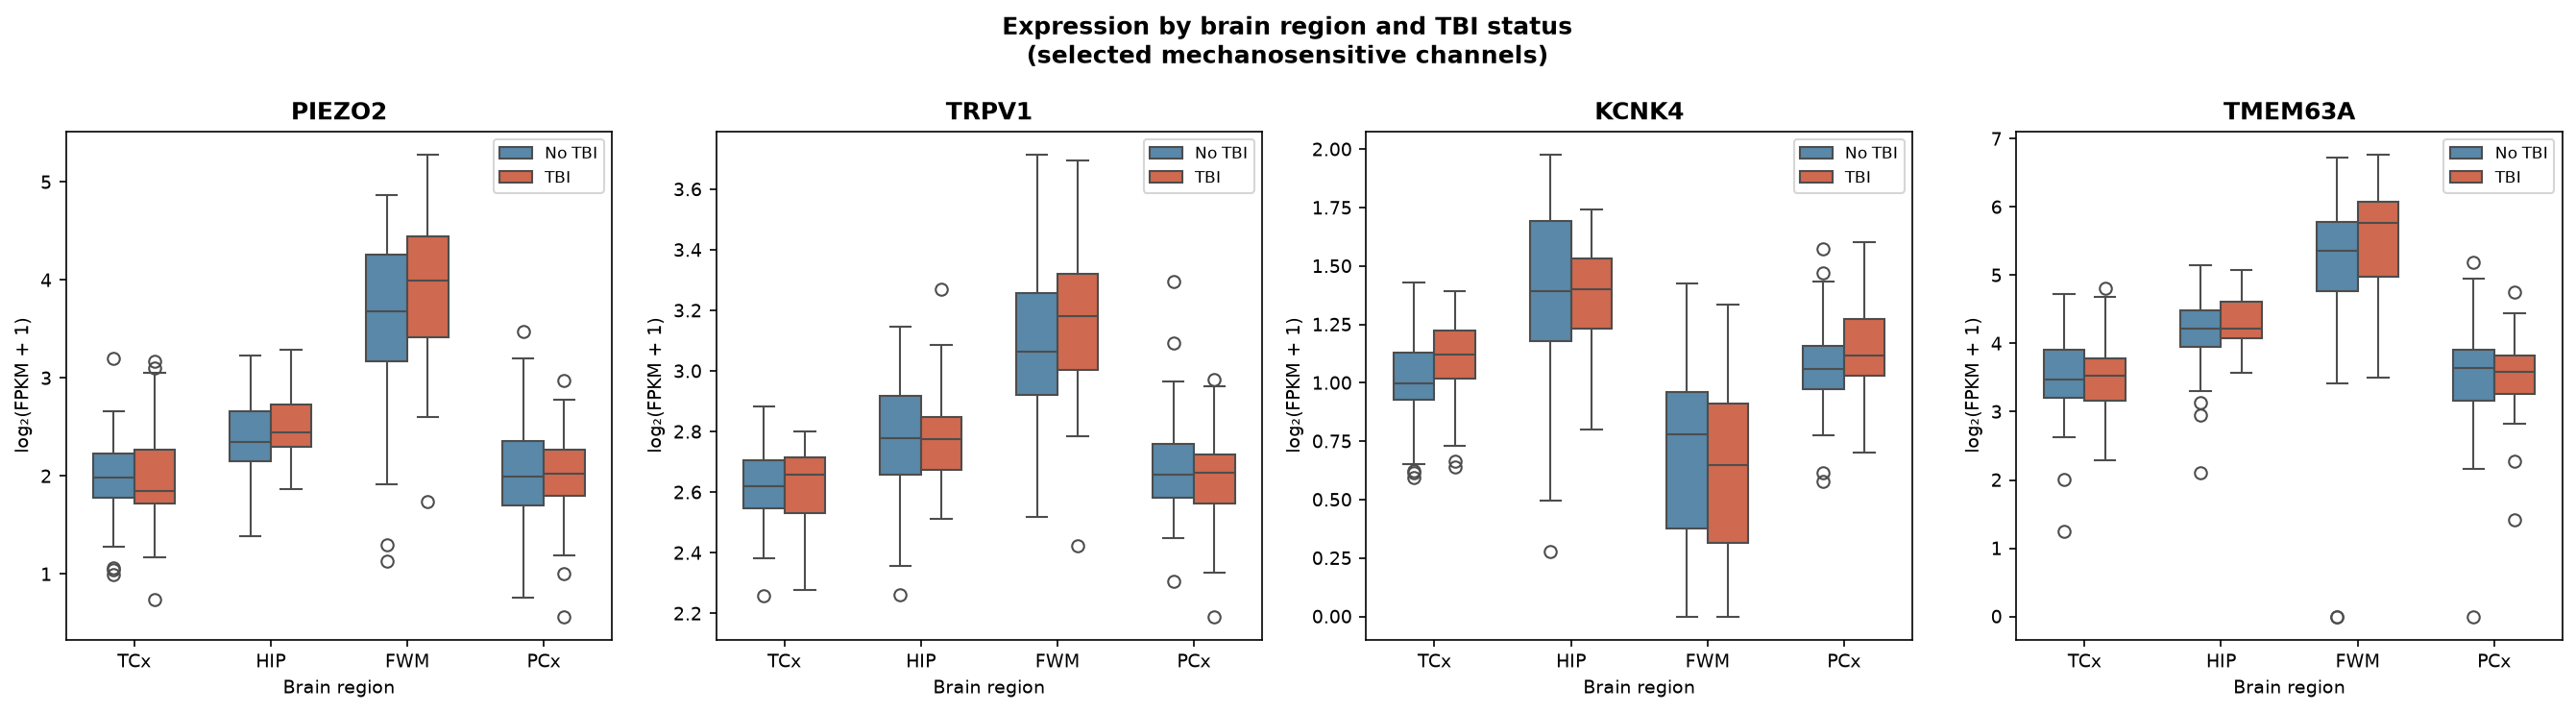 Expression by brain region and TBI status
(selected mechanosensitive channels)
PIEZO2
No TBI
TBI
5
4
3
2
1
log₂(FPKM + 1)
TCx
HIP
FWM
PCx
Brain region
TRPV1
No TBI
TBI
3.6
3.4
3.2
3.0
2.8
2.6
2.4
2.2
log₂(FPKM + 1)
TCx
HIP
FWM
PCx
Brain region
KCNK4
No TBI
TBI
2.00
1.75
1.50
1.25
1.00
0.75
0.50
0.25
0.00
log₂(FPKM + 1)
TCx
HIP
FWM
PCx
Brain region
TMEM63A
No TBI
TBI
7
6
5
4
3
2
1
0
log₂(FPKM + 1)
TCx
HIP
FWM
PCx
Brain region